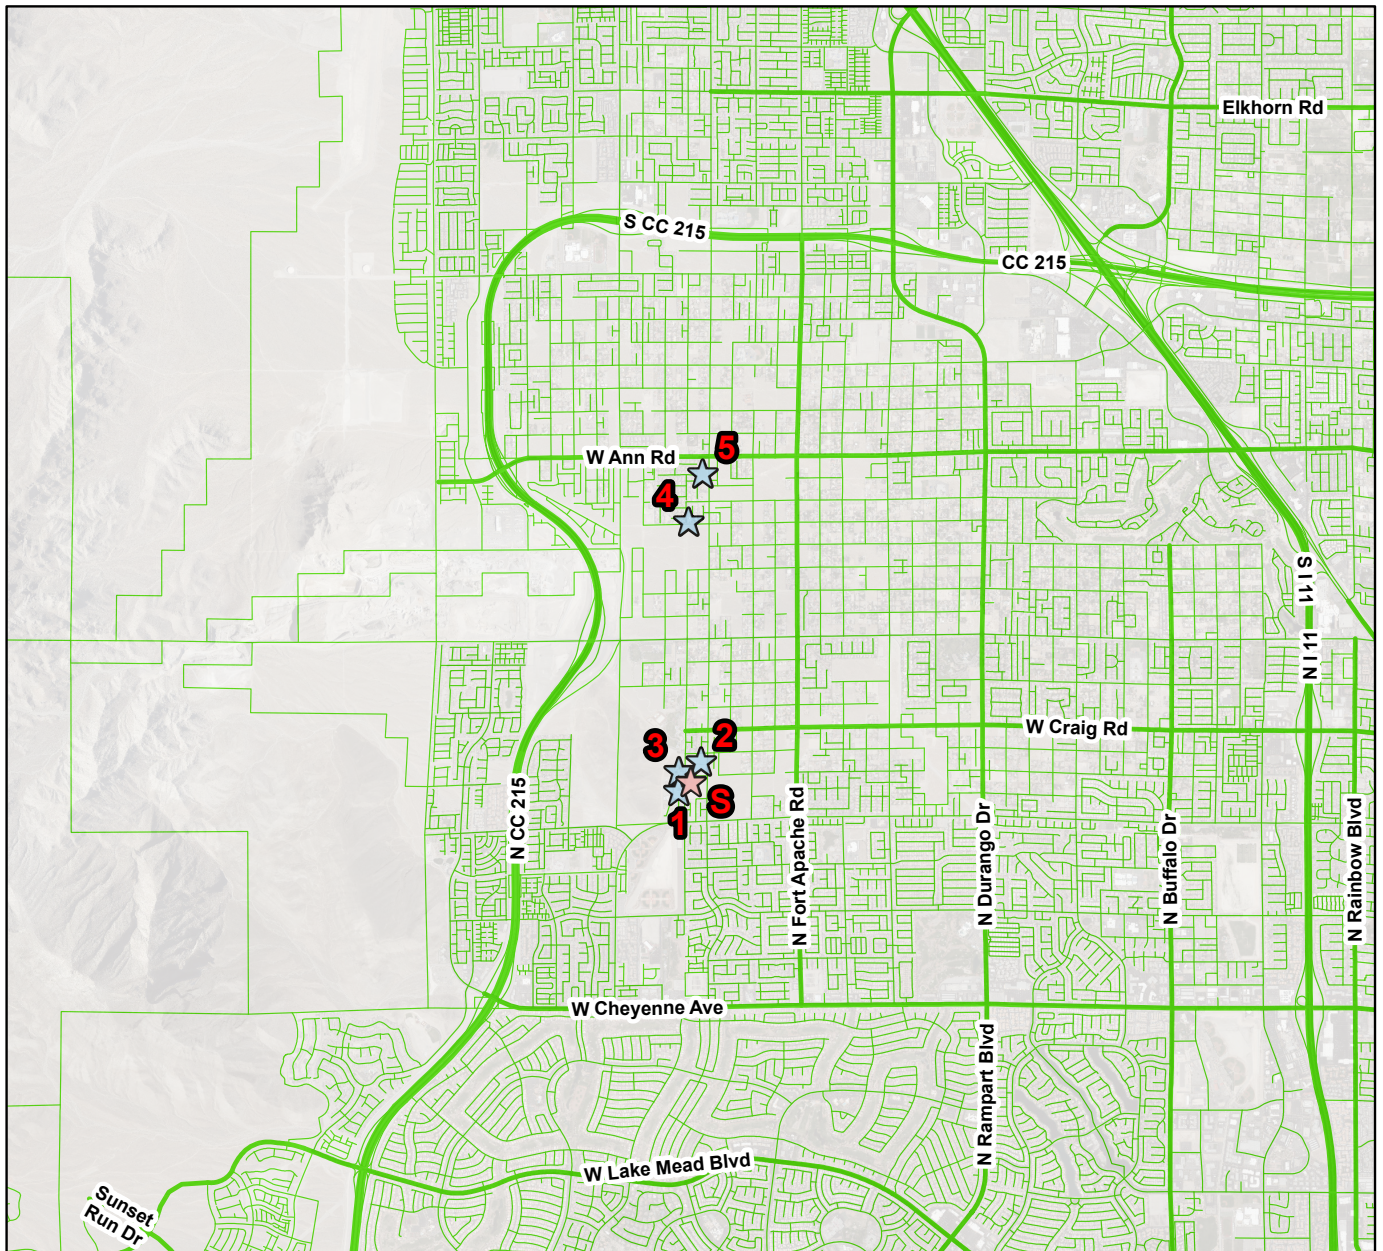 Elkhorn Rd
S CC 215
CC 215
5
W Ann Rd
4
S I 11
N I 11
2
W Craig Rd
3
S
1
N CC 215
N Fort Apache Rd
N Durango Dr
N Buffalo Dr
N Rainbow Blvd
W Cheyenne Ave
N Rampart Blvd
W Lake Mead Blvd
Sunset
Run Dr